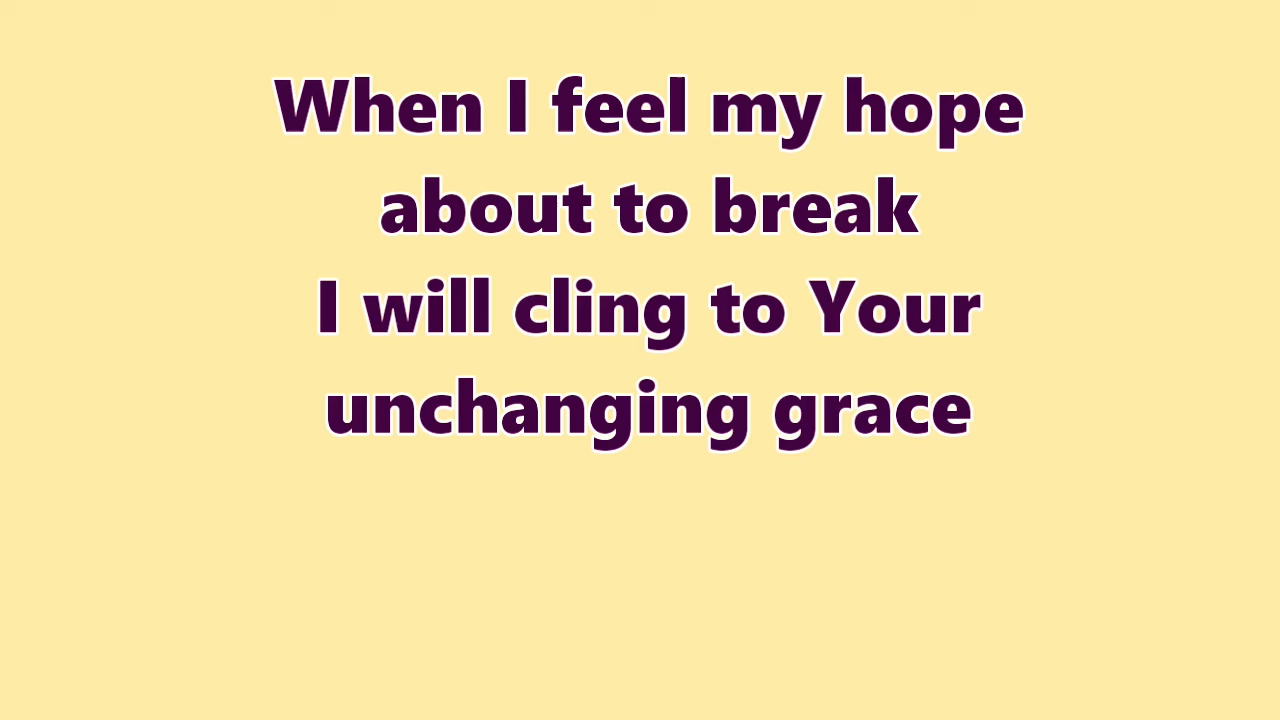 When I feel my hope
about to break
I will cling to Your
unchanging grace